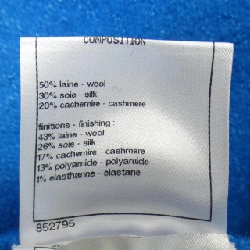 COMPOSITION
50% laine - wool
30% soie - silk
20% cachemire - cashmere
finitions - finishing :
43% laine - wool
26% soie - silk
17% cachemire - cashmere
13% polyamide - polyamide
1% elasthanne - elastane
852795